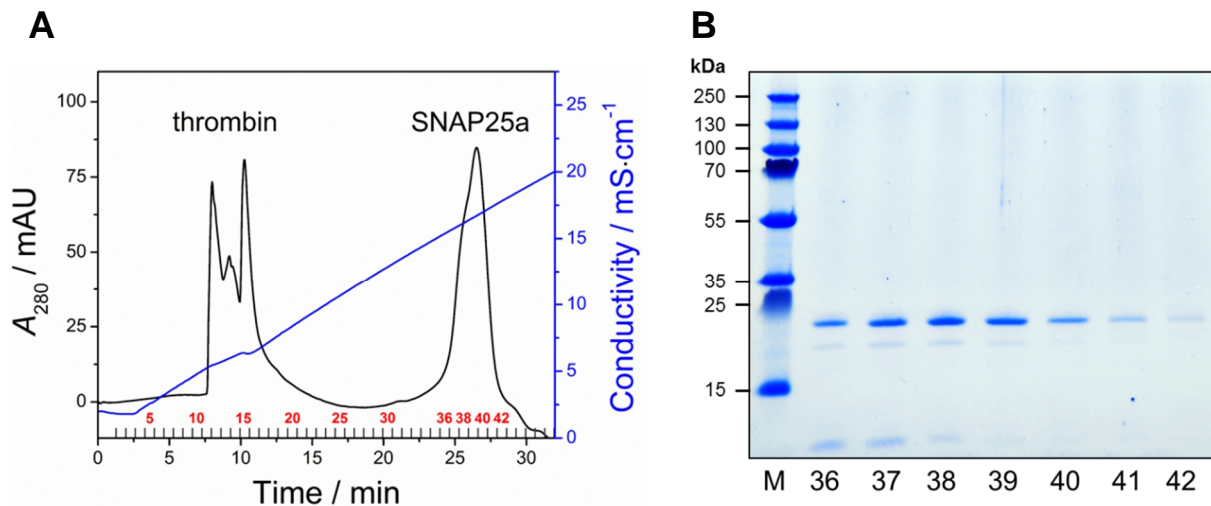 A
thrombin
SNAP25a
A280 / mAU
100
75
50
25
0
5 10 15 20 25 30 36 38 40 42
0 5 10 15 20 25 30
Time / min
25
20
15
10
5
0
Conductivity / mS·cm-1
B
kDa
250
130
100
70
55
35
25
15
M 36 37 38 39 40 41 42